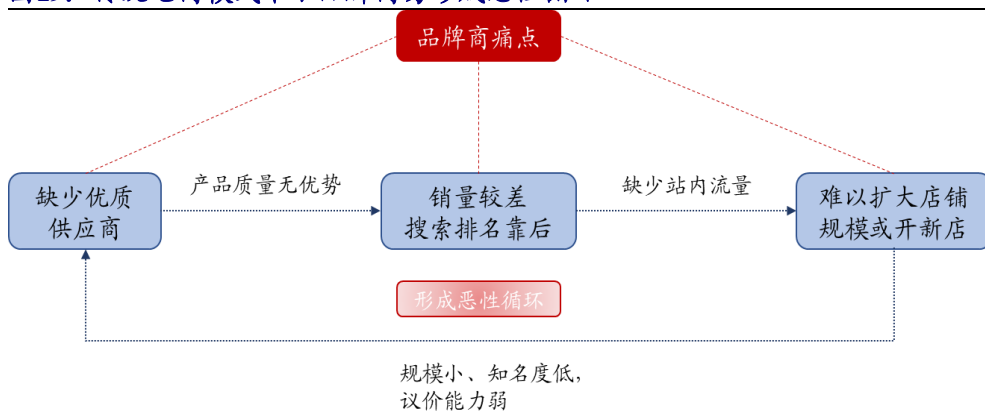 品牌商痛点
缺少优质
供应商
产品质量无优势
销量较差
搜索排名靠后
缺少站内流量
难以扩大店铺
规模或开新店
形成恶性循环
规模小、知名度低，
议价能力弱